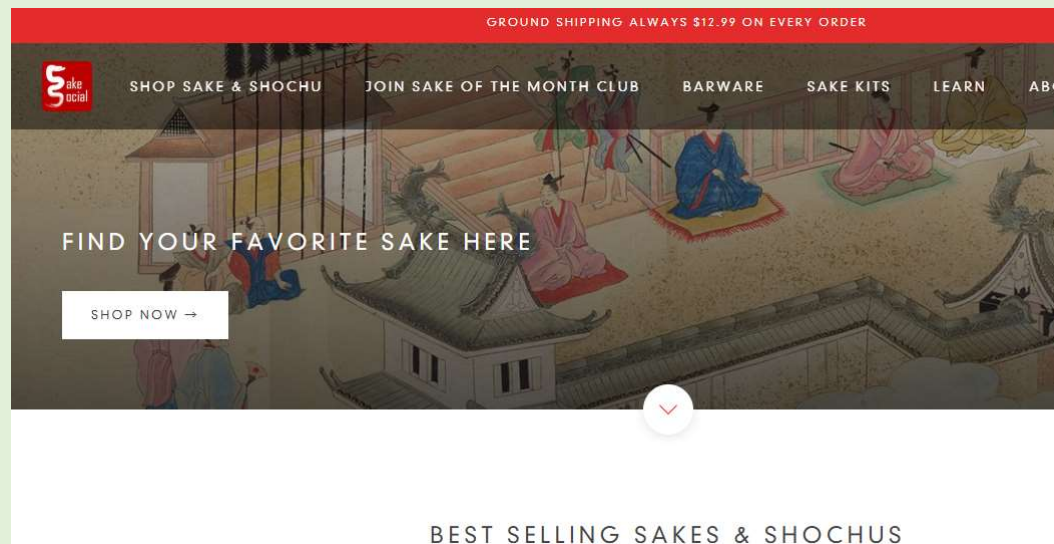 GROUND SHIPPING ALWAYS $12.99 ON EVERY ORDER
Sake Social
SHOP SAKE & SHOCHU JOIN SAKE OF THE MONTH CLUB BARWARE SAKE KITS LEARN
FIND YOUR FAVORITE SAKE HERE
SHOP NOW →
BEST SELLING SAKES & SHOCHUS